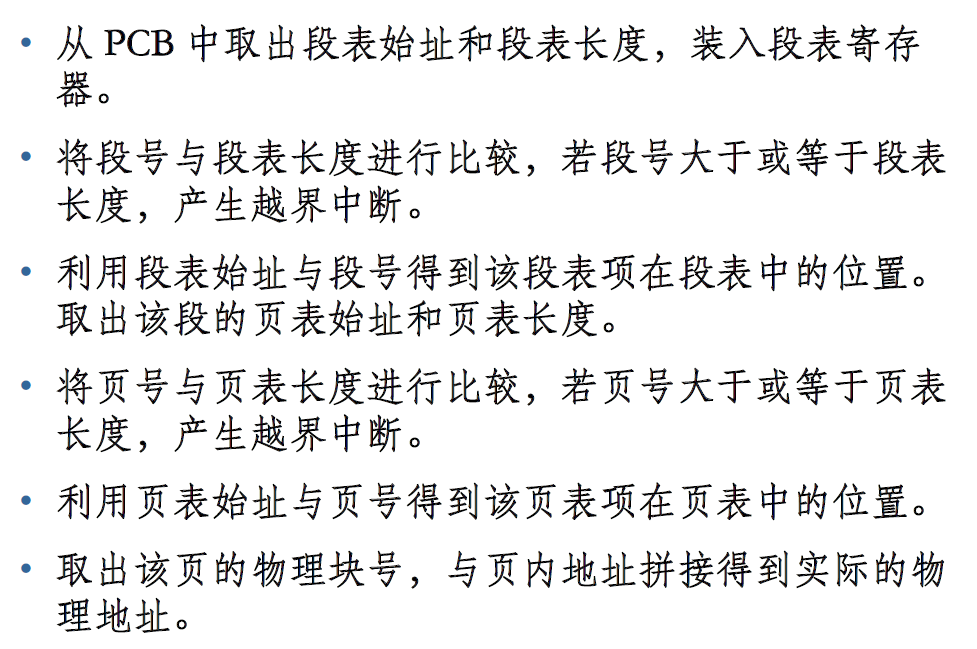 • 从 PCB 中取出段表始址和段表长度，装入段表寄存
器。
• 将段号与段表长度进行比较，若段号大于或等于段表
长度，产生越界中断。
• 利用段表始址与段号得到该段表项在段表中的位置。
取出该段的页表始址和页表长度。
• 将页号与页表长度进行比较，若页号大于或等于页表
长度，产生越界中断。
• 利用页表始址与页号得到该页表项在页表中的位置。
• 取出该页的物理块号，与页内地址拼接得到实际的物
理地址。